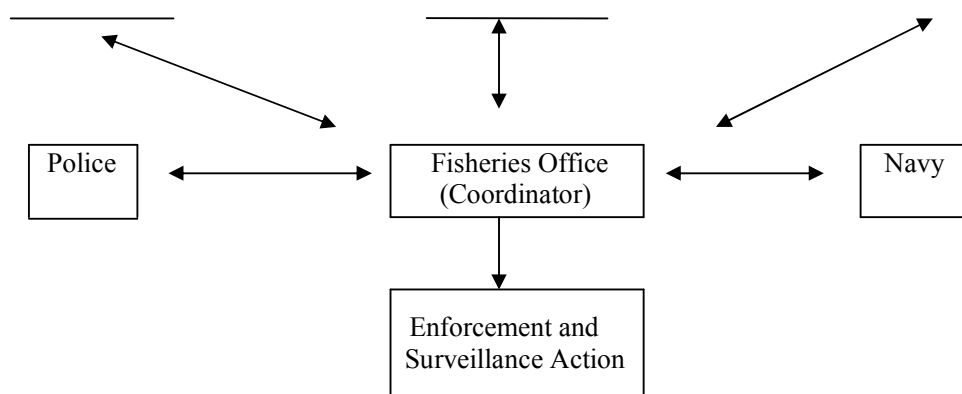 Police
Fisheries Office
(Coordinator)
Navy
Enforcement and
Surveillance Action